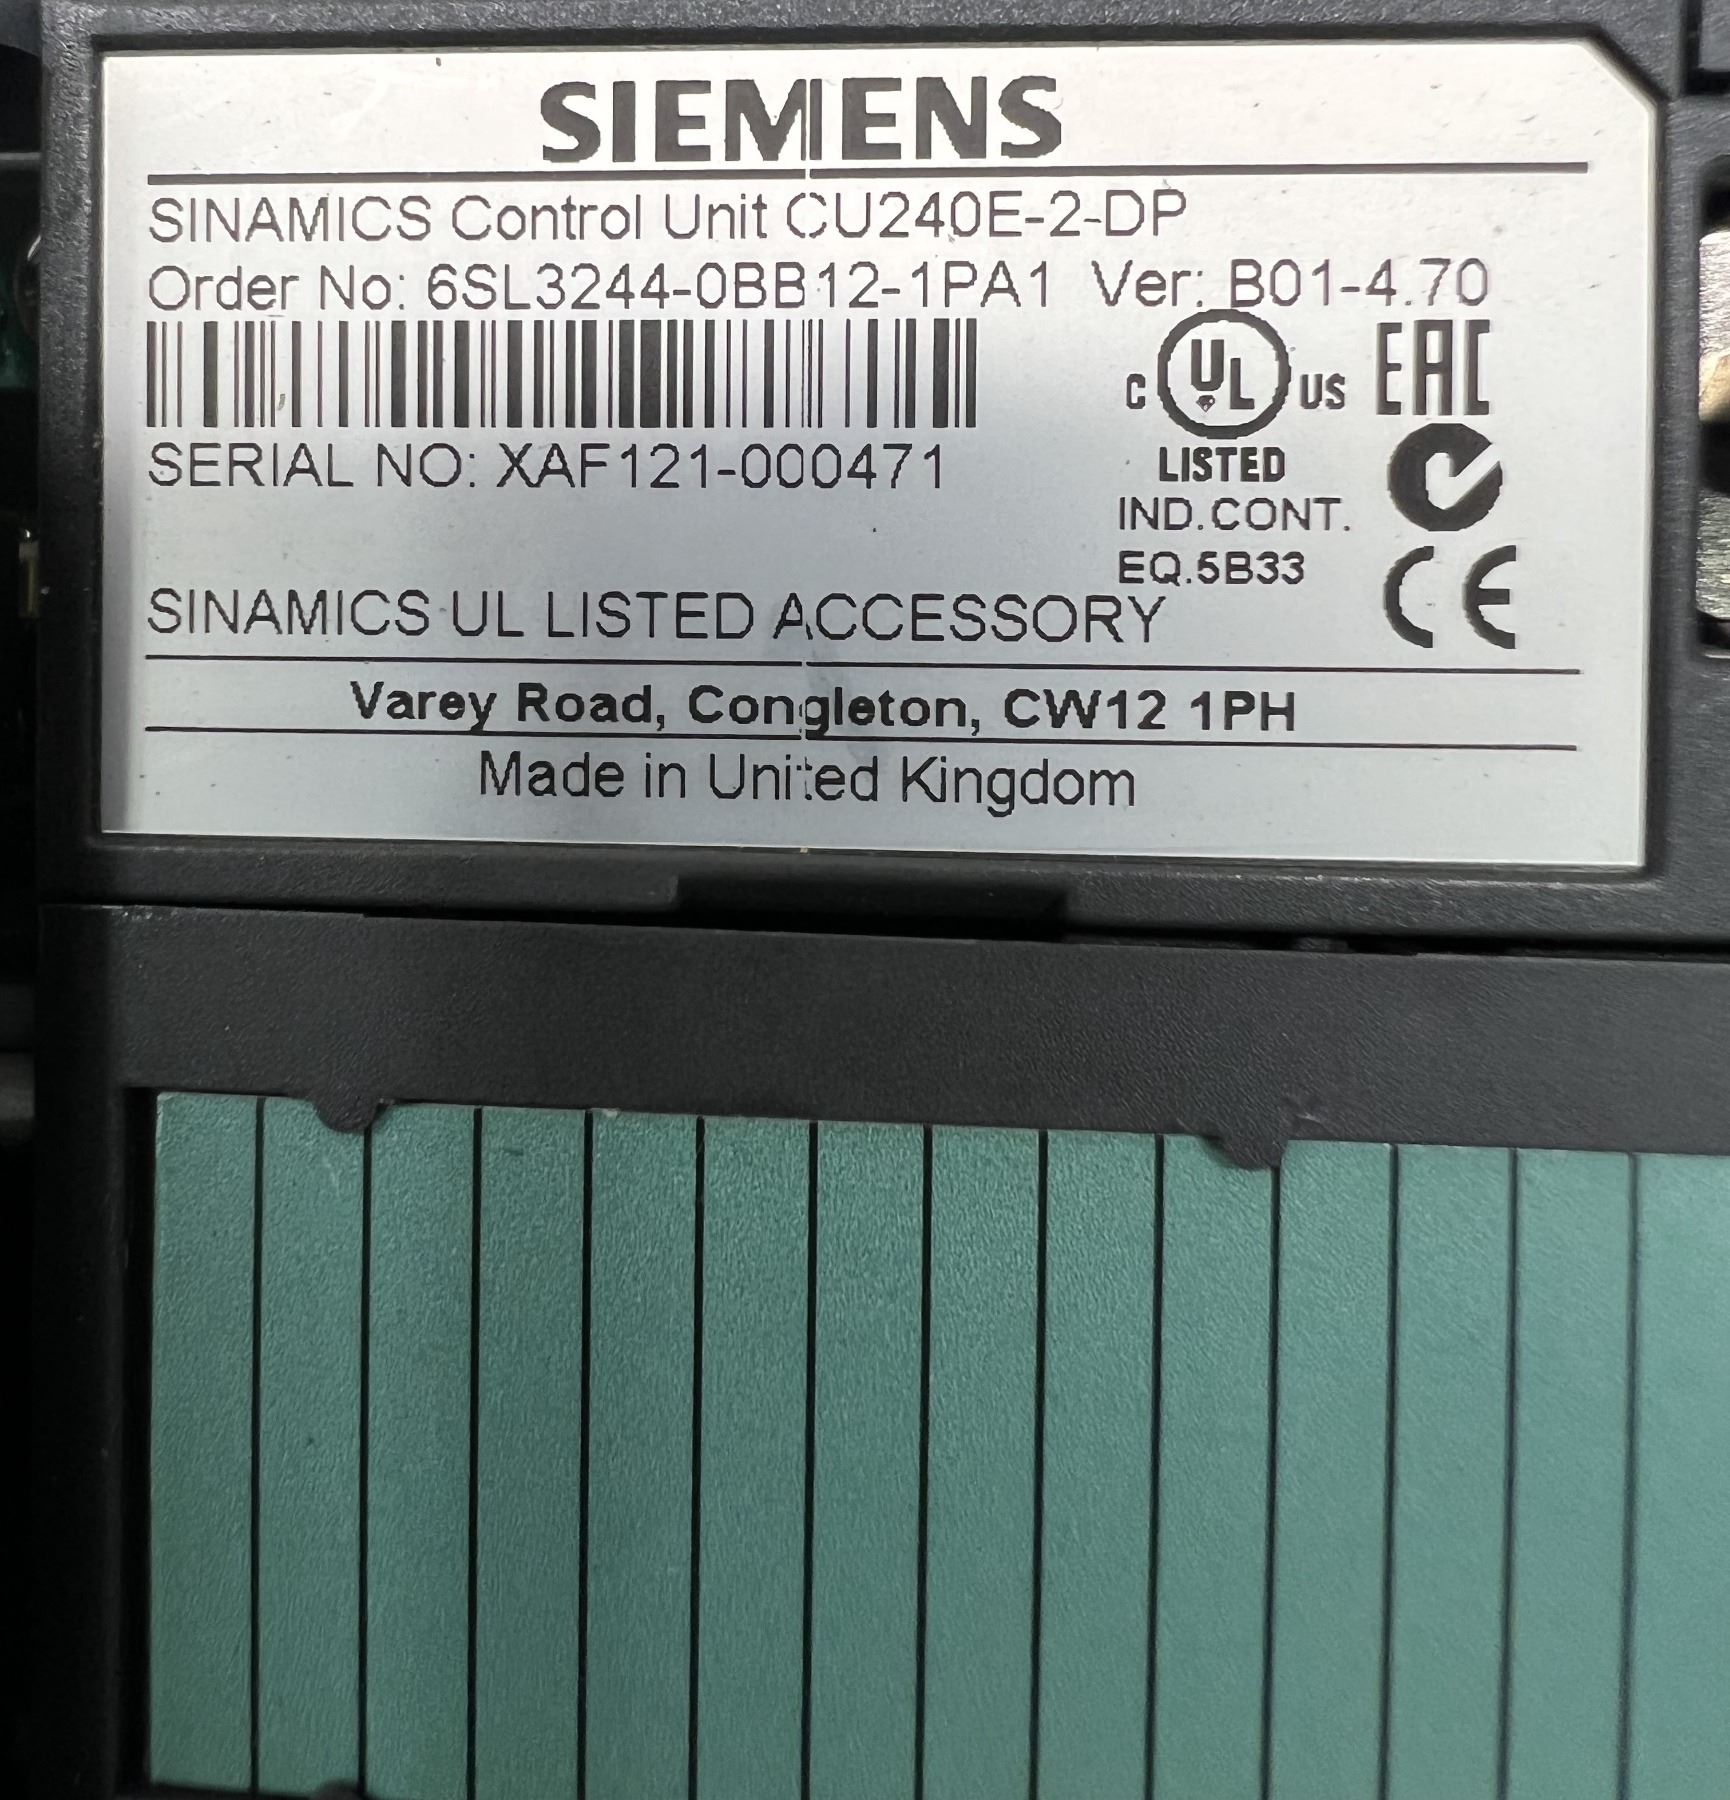 SIEMENS
SINAMICS Control Unit CU240E-2-DP
Order No: 6SL3244-0BB12-1PA1 Ver: B01-4.70
C UL US EAC
LISTED
SERIAL NO: XAF121-000471
IND.CONT.
EQ.5B33
CE
SINAMICS UL LISTED ACCESSORY
Varey Road, Congleton, CW12 1PH
Made in United Kingdom